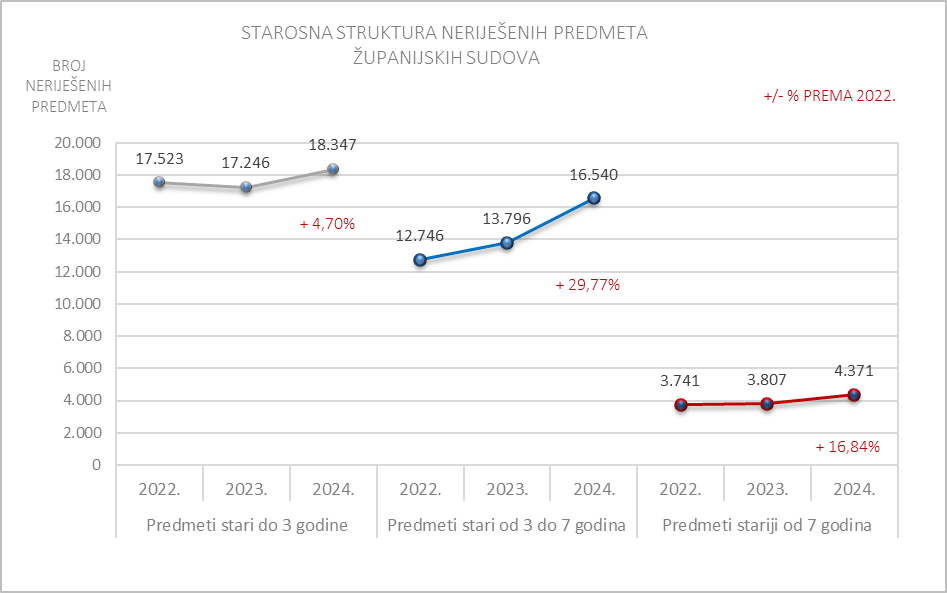 STAROSNA STRUKTURA NERIJEŠENIH PREDMETA
ŽUPANIJSKIH SUDOVA
BROJ
NERIJEŠENIH
PREDMETA
+/- % PREMA 2022.
20.000
18.000
16.000
14.000
12.000
10.000
8.000
6.000
4.000
2.000
0
17.523
17.246
18.347
+ 4,70%
12.746
13.796
16.540
+ 29,77%
3.741
3.807
4.371
+ 16,84%
2022. 2023. 2024. 2022. 2023. 2024. 2022. 2023. 2024.
Predmeti stari do 3 godine Predmeti stari od 3 do 7 godina Predmeti stariji od 7 godina